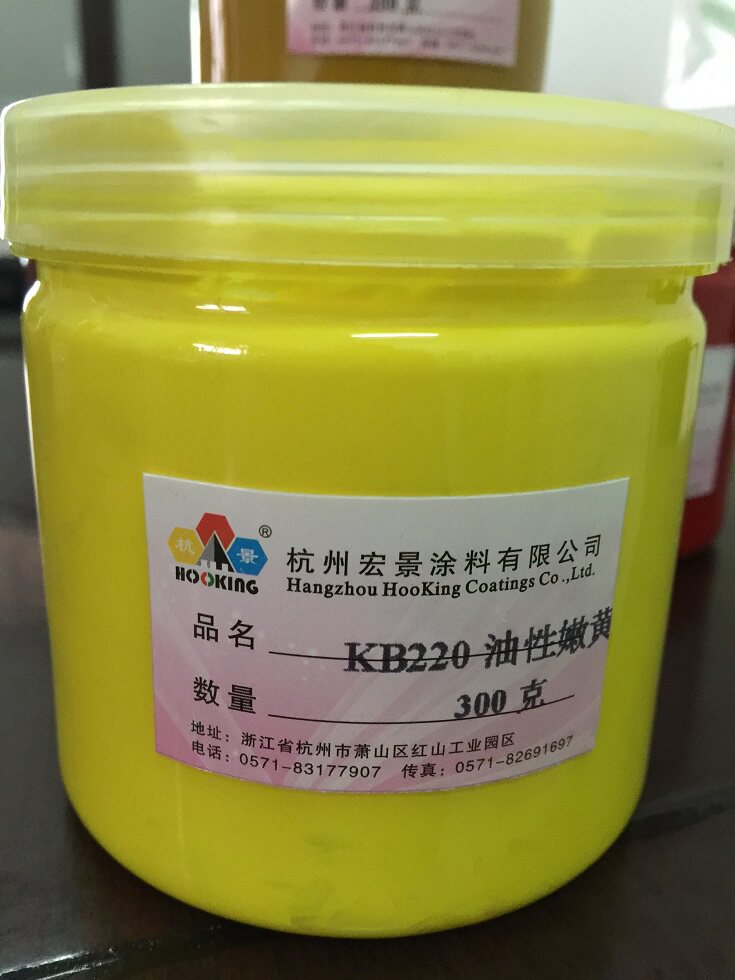 300 克
杭 景 ®
HOOKING
杭州宏景涂料有限公司
Hangzhou HooKing Coatings Co.,Ltd.
品名 KB220 油性嫩黄
数量 300 克
地址：浙江省杭州市萧山区红山工业园区
电话：0571-83177907 传真：0571-82691697